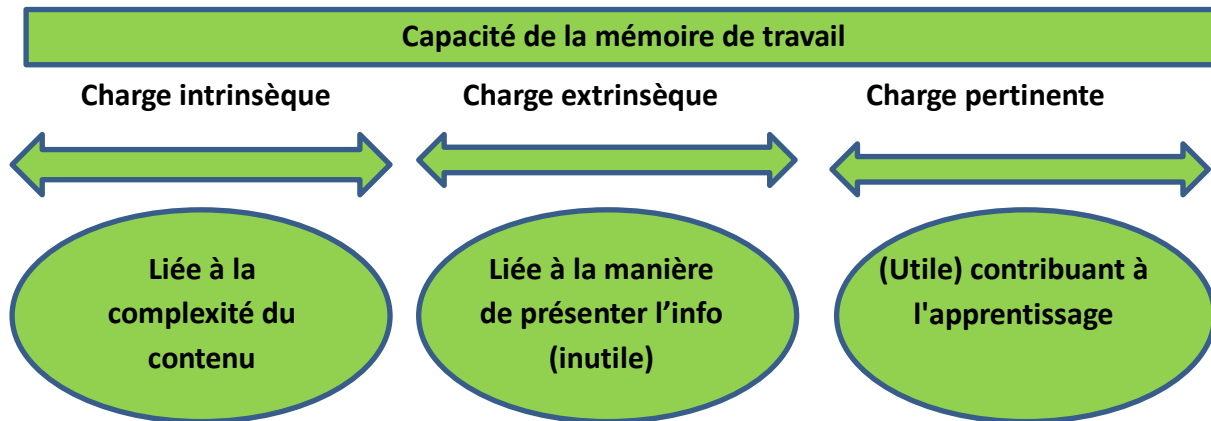 Capacité de la mémoire de travail
Charge intrinsèque
Charge extrinsèque
Charge pertinente
Liée à la
complexité du
contenu
Liée à la manière
de présenter l’info
(inutile)
(Utile) contribuant à
l'apprentissage